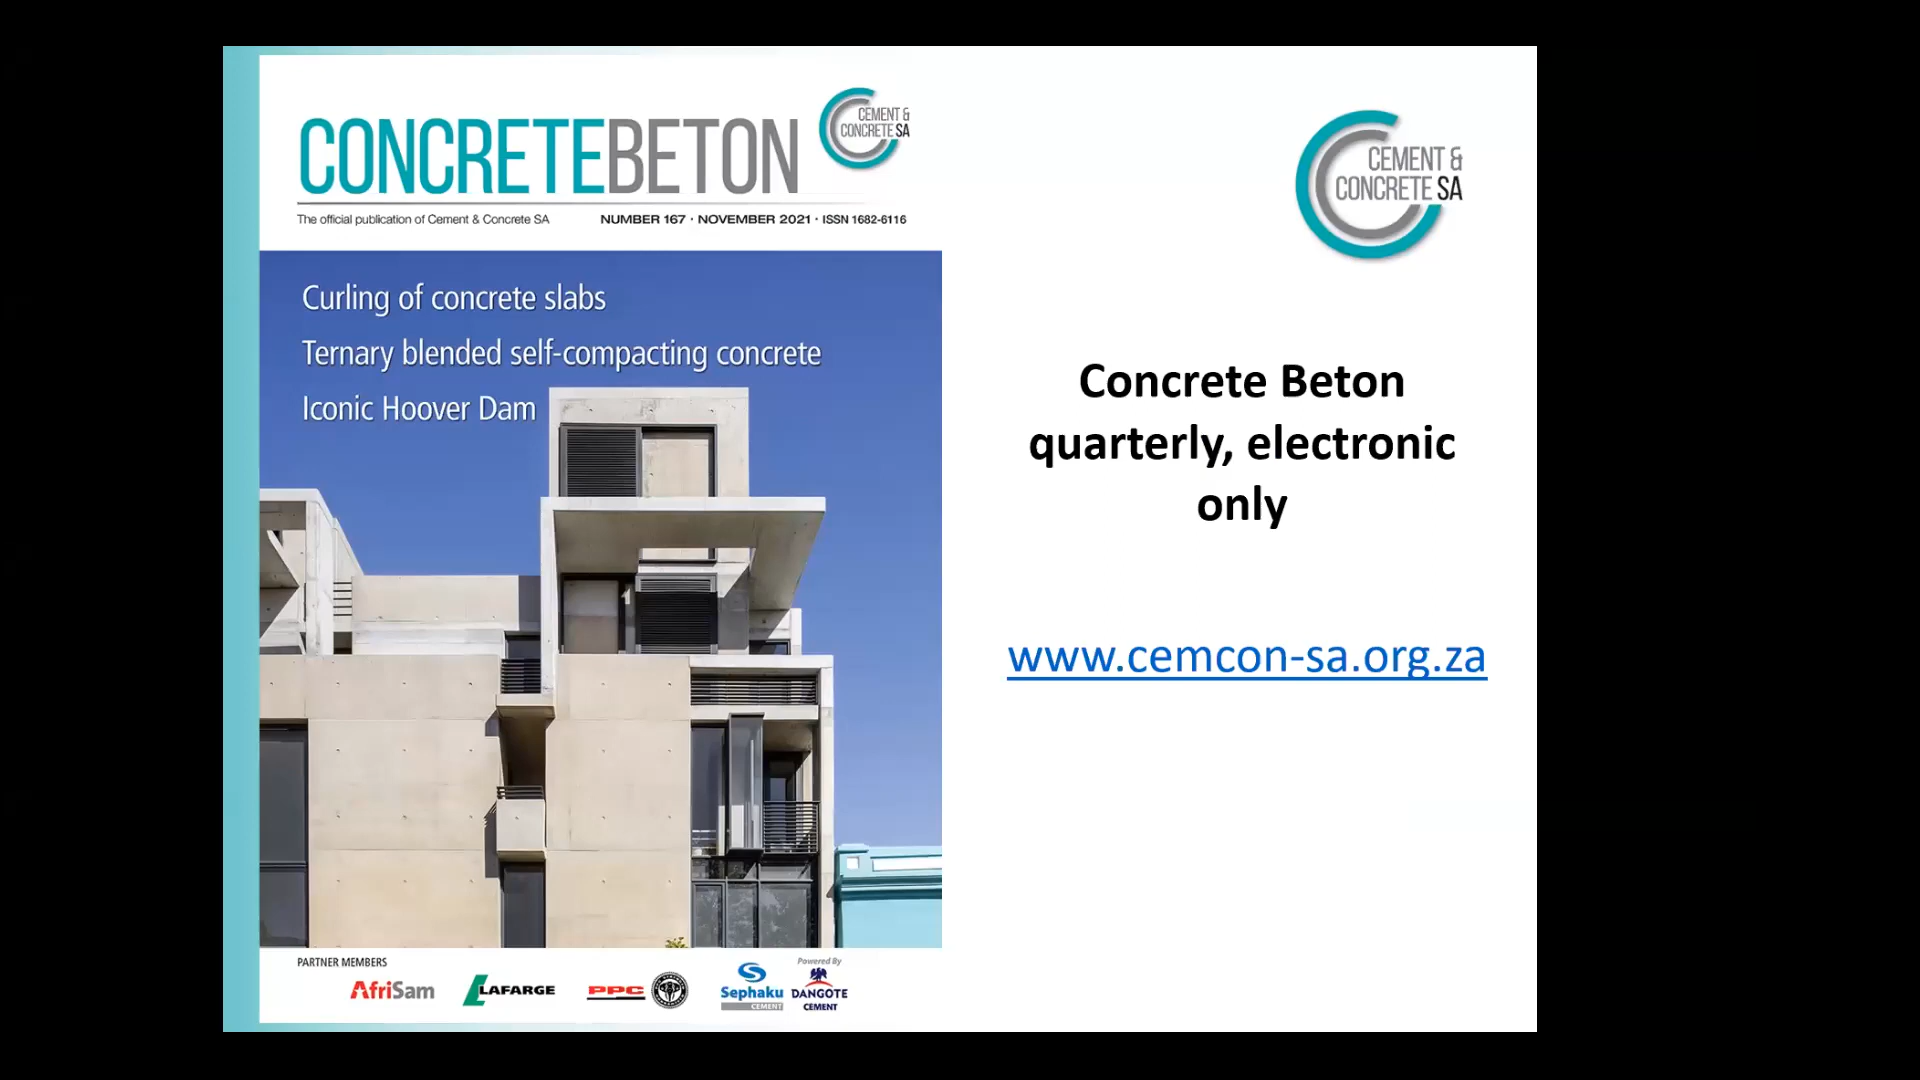 CONCRETEBETON
CEMENT &
CONCRETE SA
The official publication of Cement & Concrete SA
NUMBER 167 · NOVEMBER 2021 · ISSN 1682-6116
Curling of concrete slabs
Ternary blended self-compacting concrete
Iconic Hoover Dam
PARTNER MEMBERS
AfriSam
LAFARGE
PPC
Sephaku
CEMENT
Powered By
DANGOTE
CEMENT
CEMENT &
CONCRETE SA
Concrete Beton
quarterly, electronic
only
www.cemcon-sa.org.za